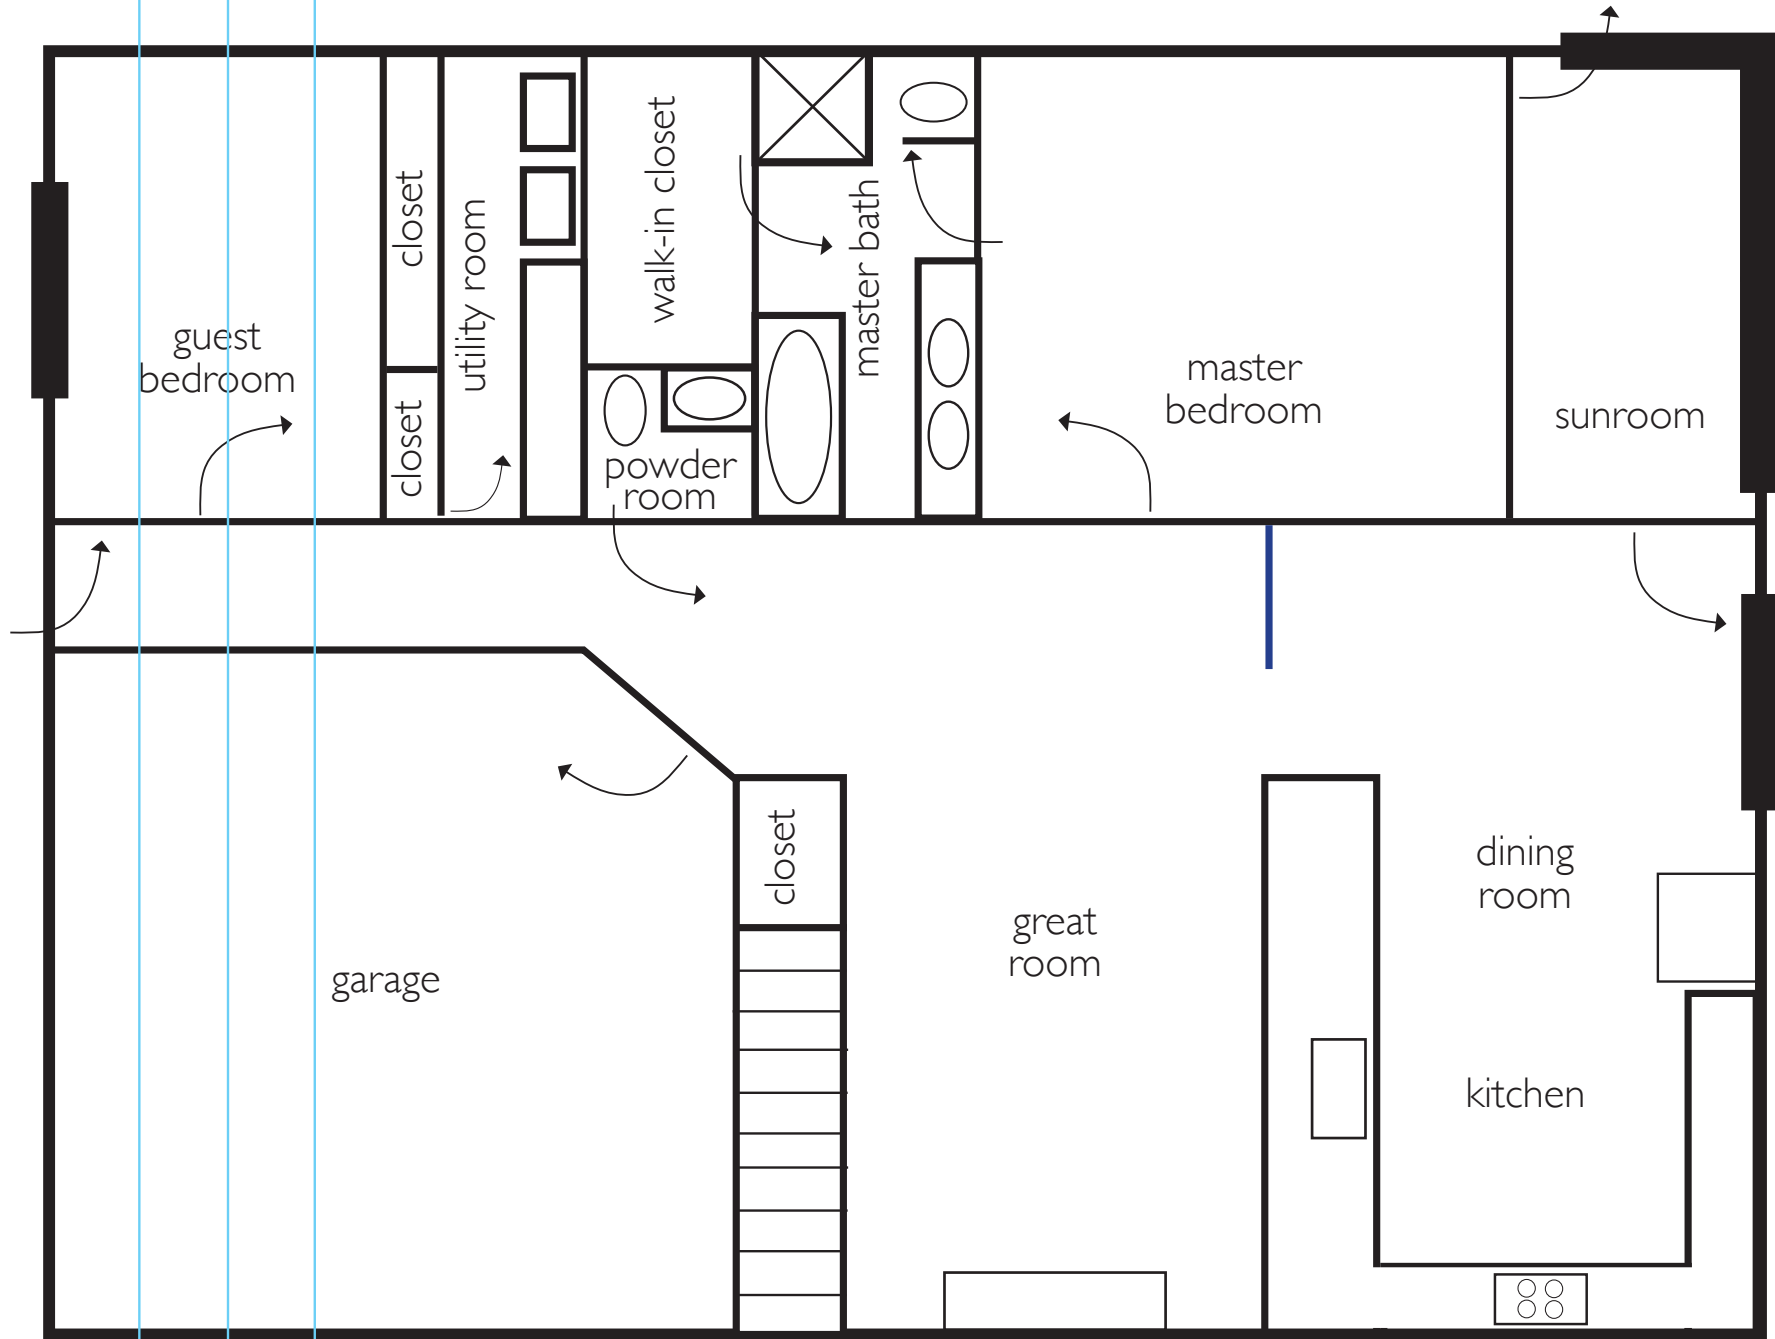 guest
bedroom
closet
closet
utility room
walk-in closet
powder
room
master bath
master
bedroom
sunroom
garage
closet
great
room
dining
room
kitchen